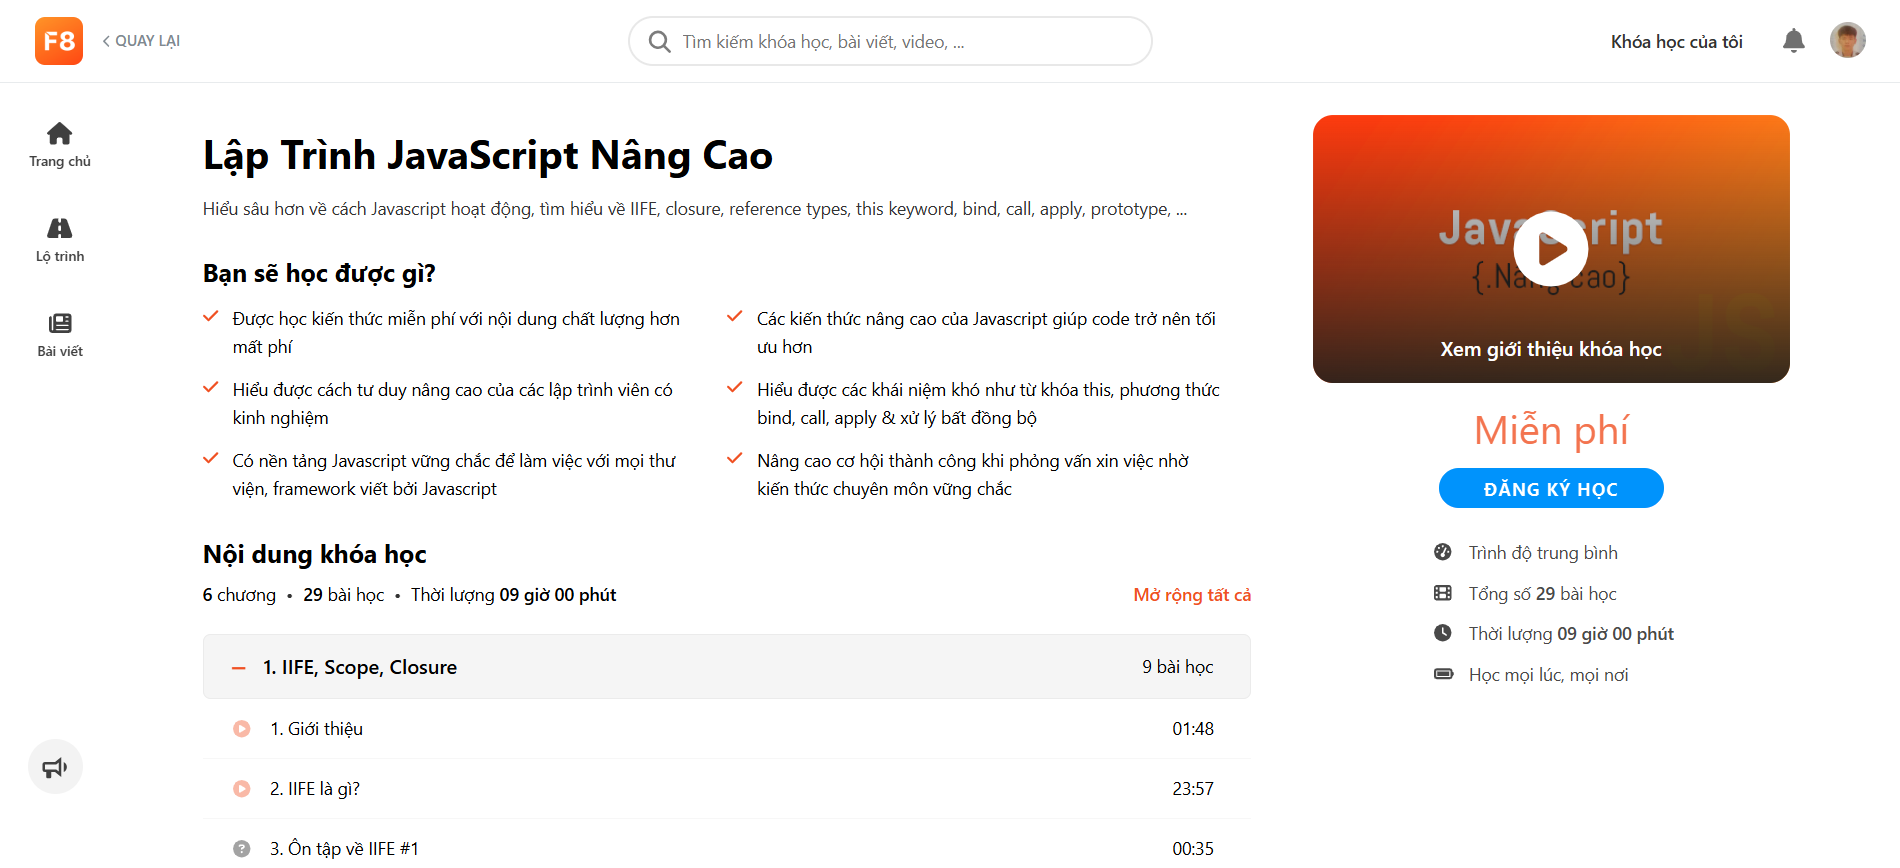 F8
QUAY LẠI
Tìm kiếm khóa học, bài viết, video, ...
Khóa học của tôi
Trang chủ
Lộ trình
Bài viết
Lập Trình JavaScript Nâng Cao
Hiểu sâu hơn về cách Javascript hoạt động, tìm hiểu về IIFE, closure, reference types, this keyword, bind, call, apply, prototype, ...
Bạn sẽ học được gì?
Được học kiến thức miễn phí với nội dung chất lượng hơn
mất phí
Các kiến thức nâng cao của Javascript giúp code trở nên tối
ưu hơn
Hiểu được cách tư duy nâng cao của các lập trình viên có
kinh nghiệm
Hiểu được các khái niệm khó như từ khóa this, phương thức
bind, call, apply & xử lý bất đồng bộ
Có nền tảng Javascript vững chắc để làm việc với mọi thư
viện, framework viết bởi Javascript
Nâng cao cơ hội thành công khi phỏng vấn xin việc nhờ
kiến thức chuyên môn vững chắc
Nội dung khóa học
6 chương • 29 bài học • Thời lượng 09 giờ 00 phút
Mở rộng tất cả
1. IIFE, Scope, Closure
9 bài học
1. Giới thiệu
01:48
2. IIFE là gì?
23:57
3. Ôn tập về IIFE #1
00:35
JavaScript
{.Nâng cao}
Xem giới thiệu khóa học
Miễn phí
ĐĂNG KÝ HỌC
Trình độ trung bình
Tổng số 29 bài học
Thời lượng 09 giờ 00 phút
Học mọi lúc, mọi nơi